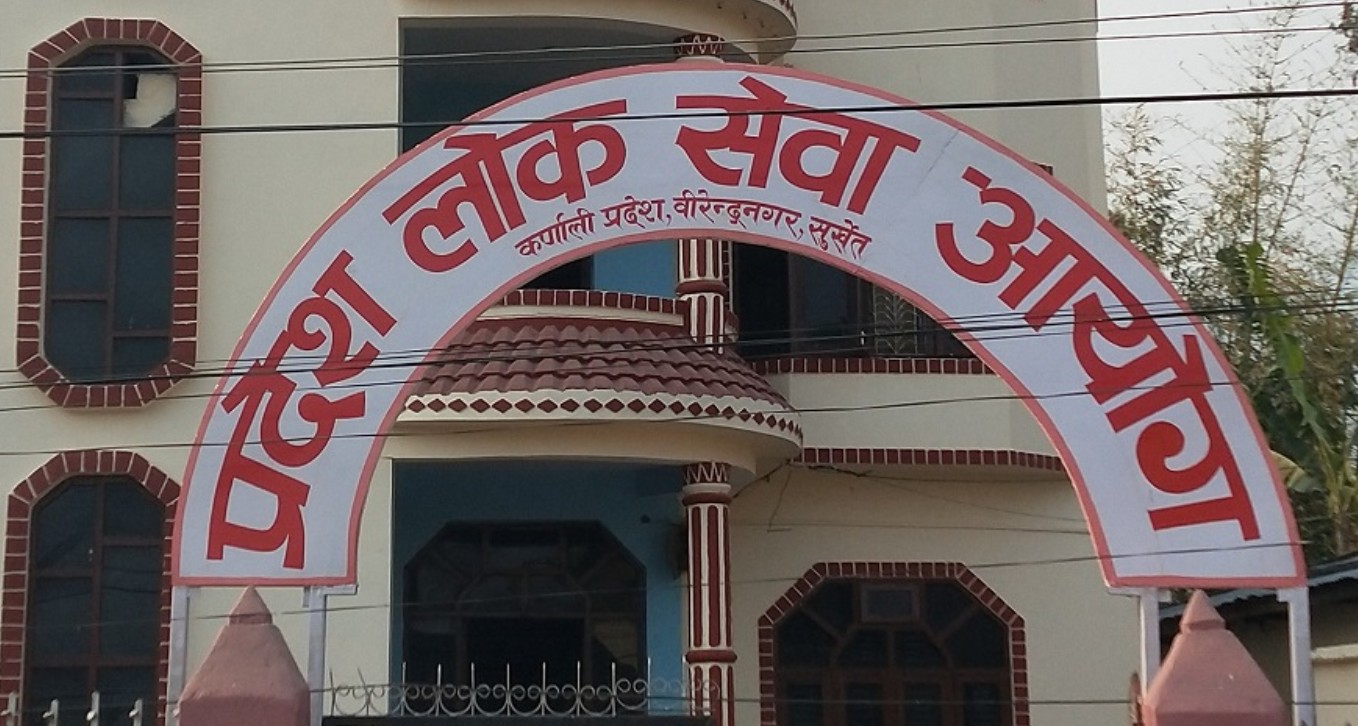 प्रदेश लोक सेवा आयोग
कर्णाली प्रदेश, वीरेन्द्रनगर, सुर्खेत